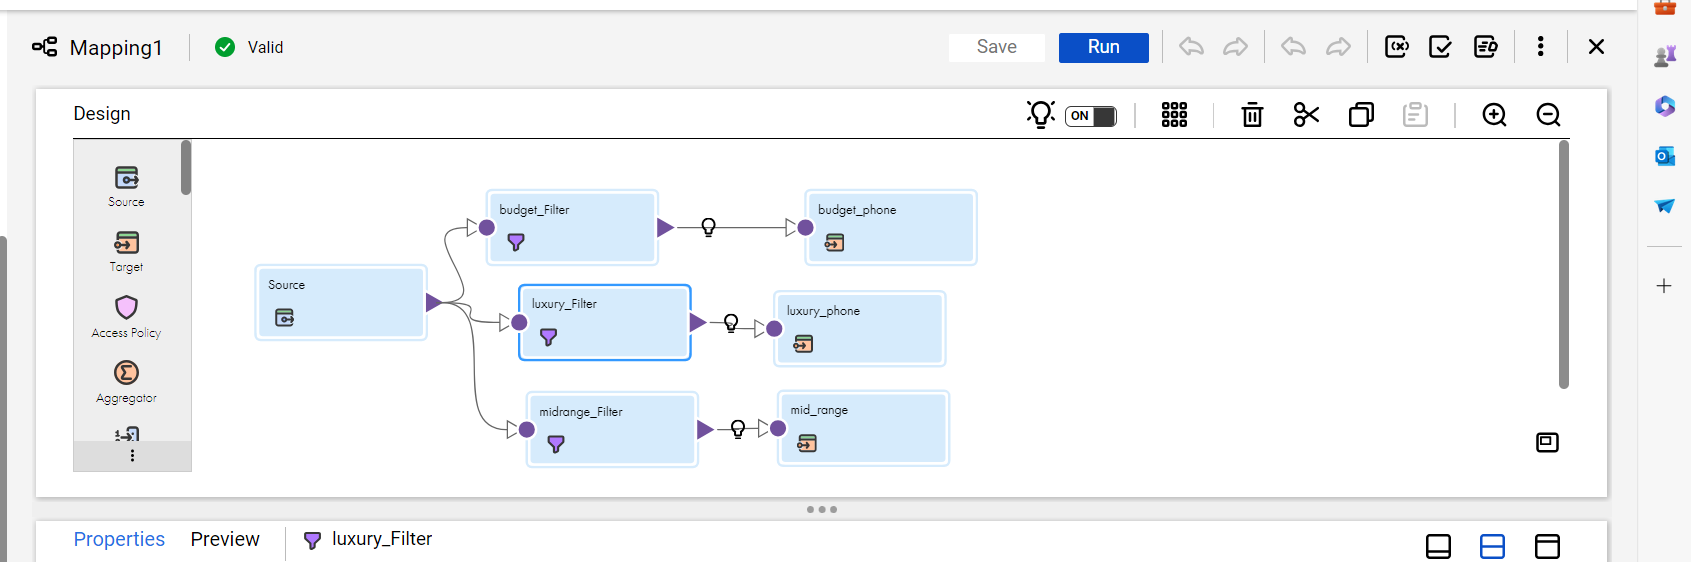 Mapping1
Valid
Save
Run
Design
ON
Source
Target
Access Policy
Aggregator
Source
budget_Filter
budget_phone
luxury_Filter
luxury_phone
midrange_Filter
mid_range
Properties
Preview
luxury_Filter